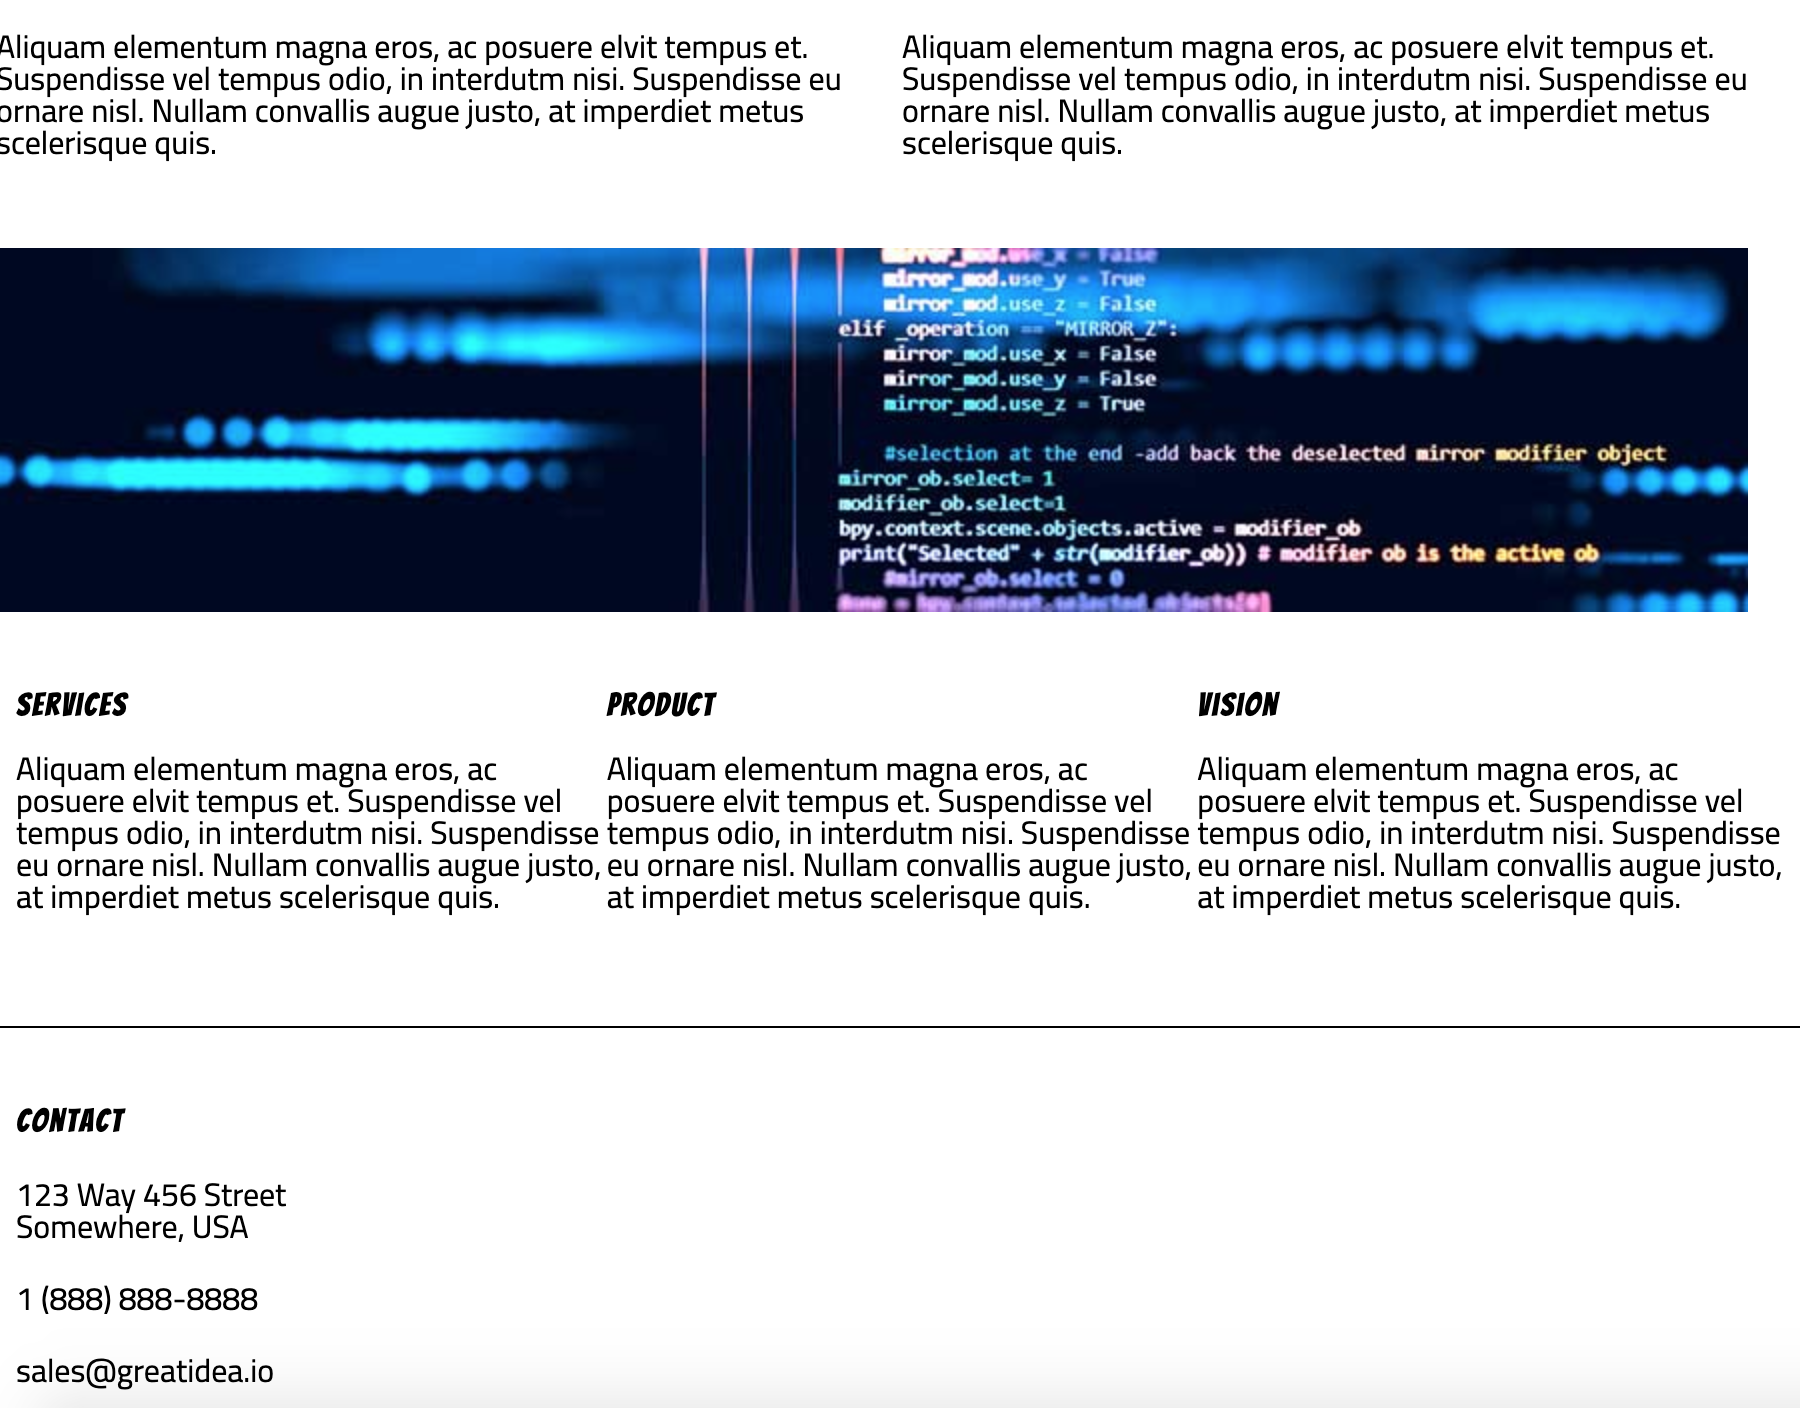 Aliquam elementum magna eros, ac posuere elvit tempus et.
Suspendisse vel tempus odio, in interdutm nisi. Suspendisse eu
ornare nisl. Nullam convallis augue justo, at imperdiet metus
scelerisque quis.
Aliquam elementum magna eros, ac posuere elvit tempus et.
Suspendisse vel tempus odio, in interdutm nisi. Suspendisse eu
ornare nisl. Nullam convallis augue justo, at imperdiet metus
scelerisque quis.
mirror_mod.use_x = False
mirror_mod.use_y = True
mirror_mod.use_z = False
elif _operation == "MIRROR_Z":
mirror_mod.use_x = False
mirror_mod.use_y = False
mirror_mod.use_z = True
#selection at the end -add back the deselected mirror modifier object
mirror_ob.select= 1
modifier_ob.select=1
bpy.context.scene.objects.active = modifier_ob
print("Selected" + str(modifier_ob)) # modifier ob is the active ob
#mirror_ob.select = 0
= bpy.context.selected_objects[0]
SERVICES
Aliquam elementum magna eros, ac
posuere elvit tempus et. Suspendisse vel
tempus odio, in interdutm nisi. Suspendisse
eu ornare nisl. Nullam convallis augue justo,
at imperdiet metus scelerisque quis.
PRODUCT
Aliquam elementum magna eros, ac
posuere elvit tempus et. Suspendisse vel
tempus odio, in interdutm nisi. Suspendisse
eu ornare nisl. Nullam convallis augue justo,
at imperdiet metus scelerisque quis.
VISION
Aliquam elementum magna eros, ac
posuere elvit tempus et. Suspendisse vel
tempus odio, in interdutm nisi. Suspendisse
eu ornare nisl. Nullam convallis augue justo,
at imperdiet metus scelerisque quis.
CONTACT
123 Way 456 Street
Somewhere, USA
1 (888) 888-8888
sales@greatidea.io